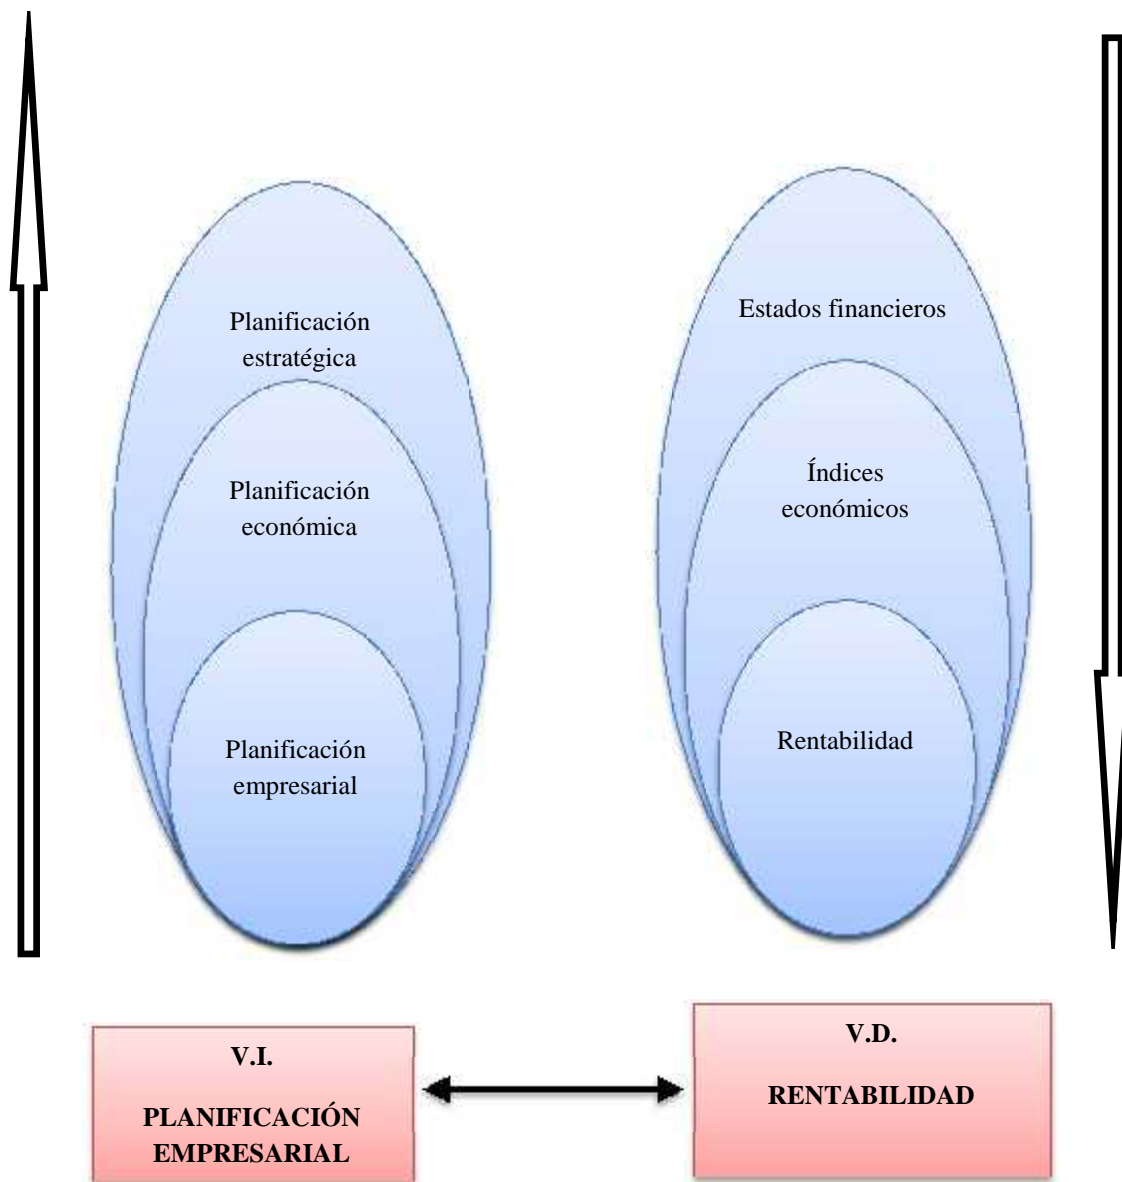 Planificación
estratégica
Planificación
económica
Planificación
empresarial
Estados financieros
Índices
económicos
Rentabilidad
V.I.
PLANIFICACIÓN
EMPRESARIAL
V.D.
RENTABILIDAD